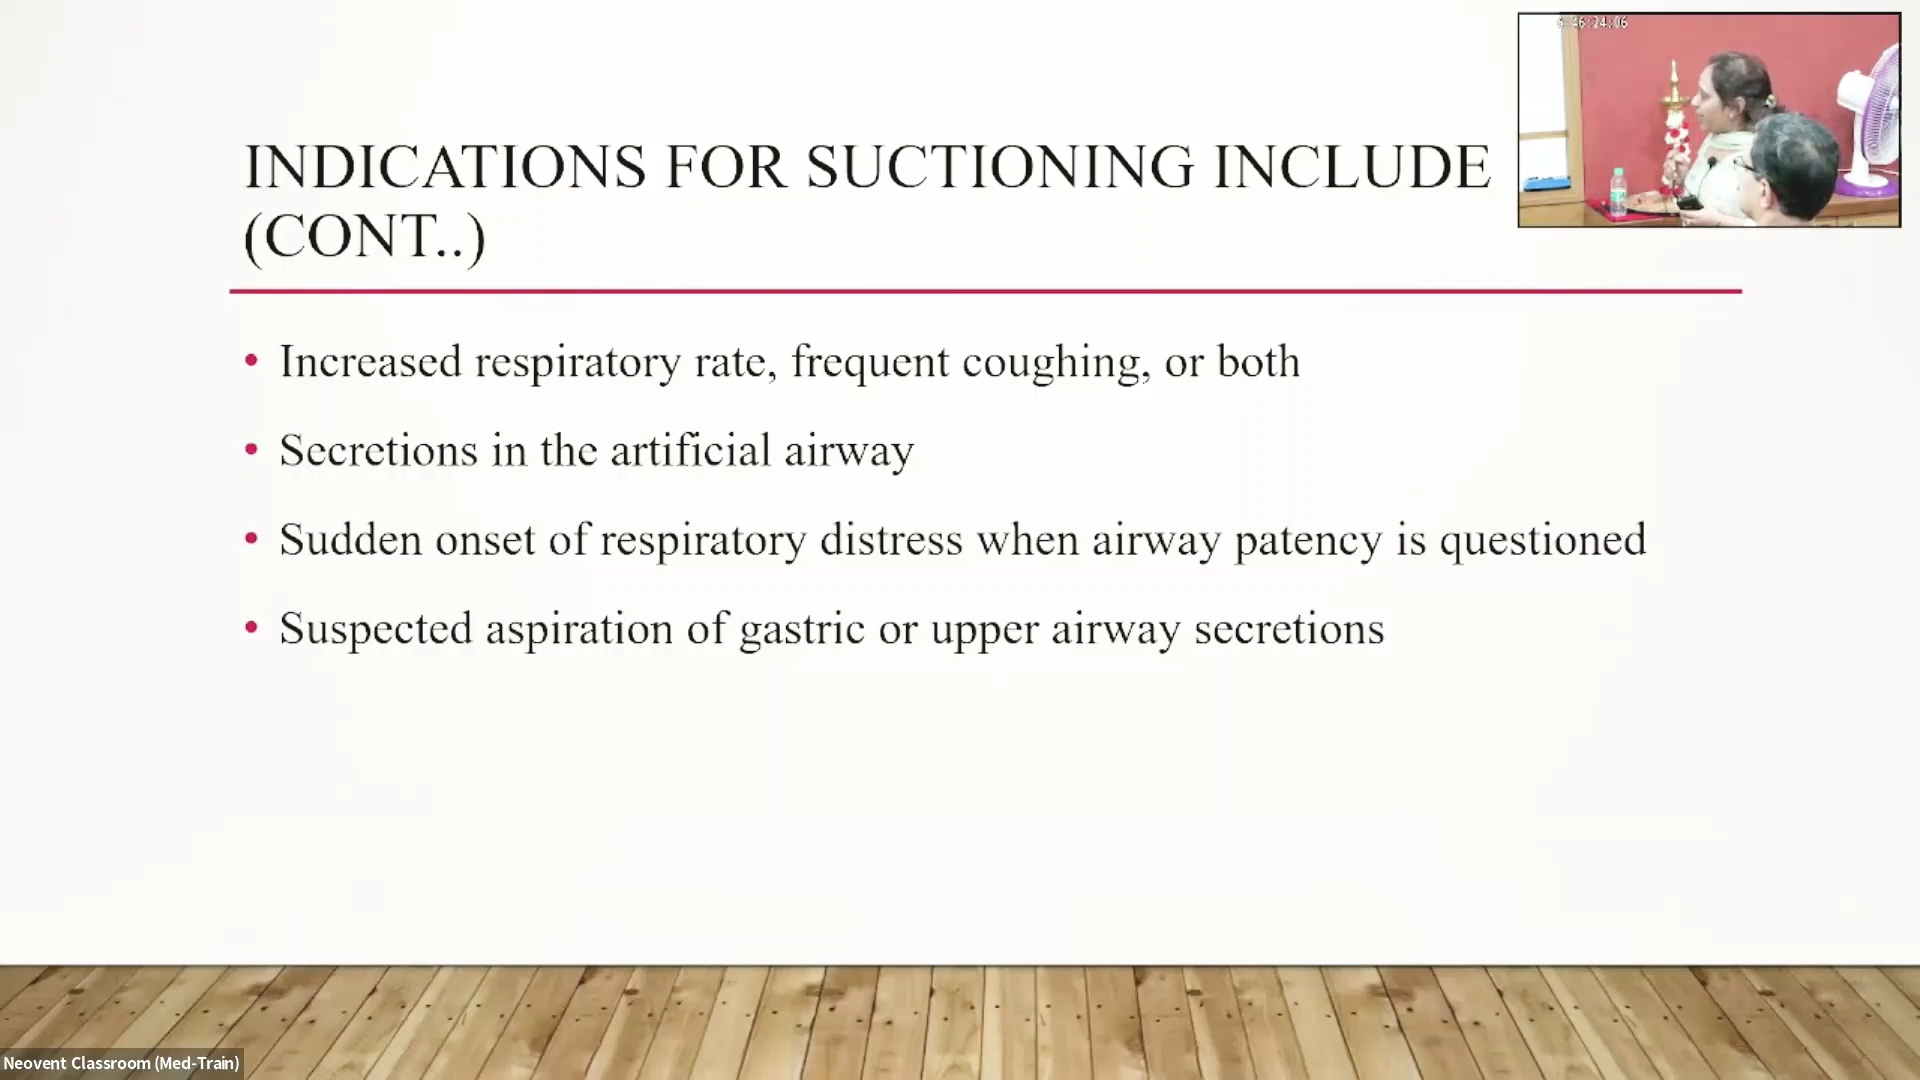 INDICATIONS FOR SUCTIONING INCLUDE
(CONT..)
• Increased respiratory rate, frequent coughing, or both
• Secretions in the artificial airway
• Sudden onset of respiratory distress when airway patency is questioned
• Suspected aspiration of gastric or upper airway secretions
Neovent Classroom (Med-Train)